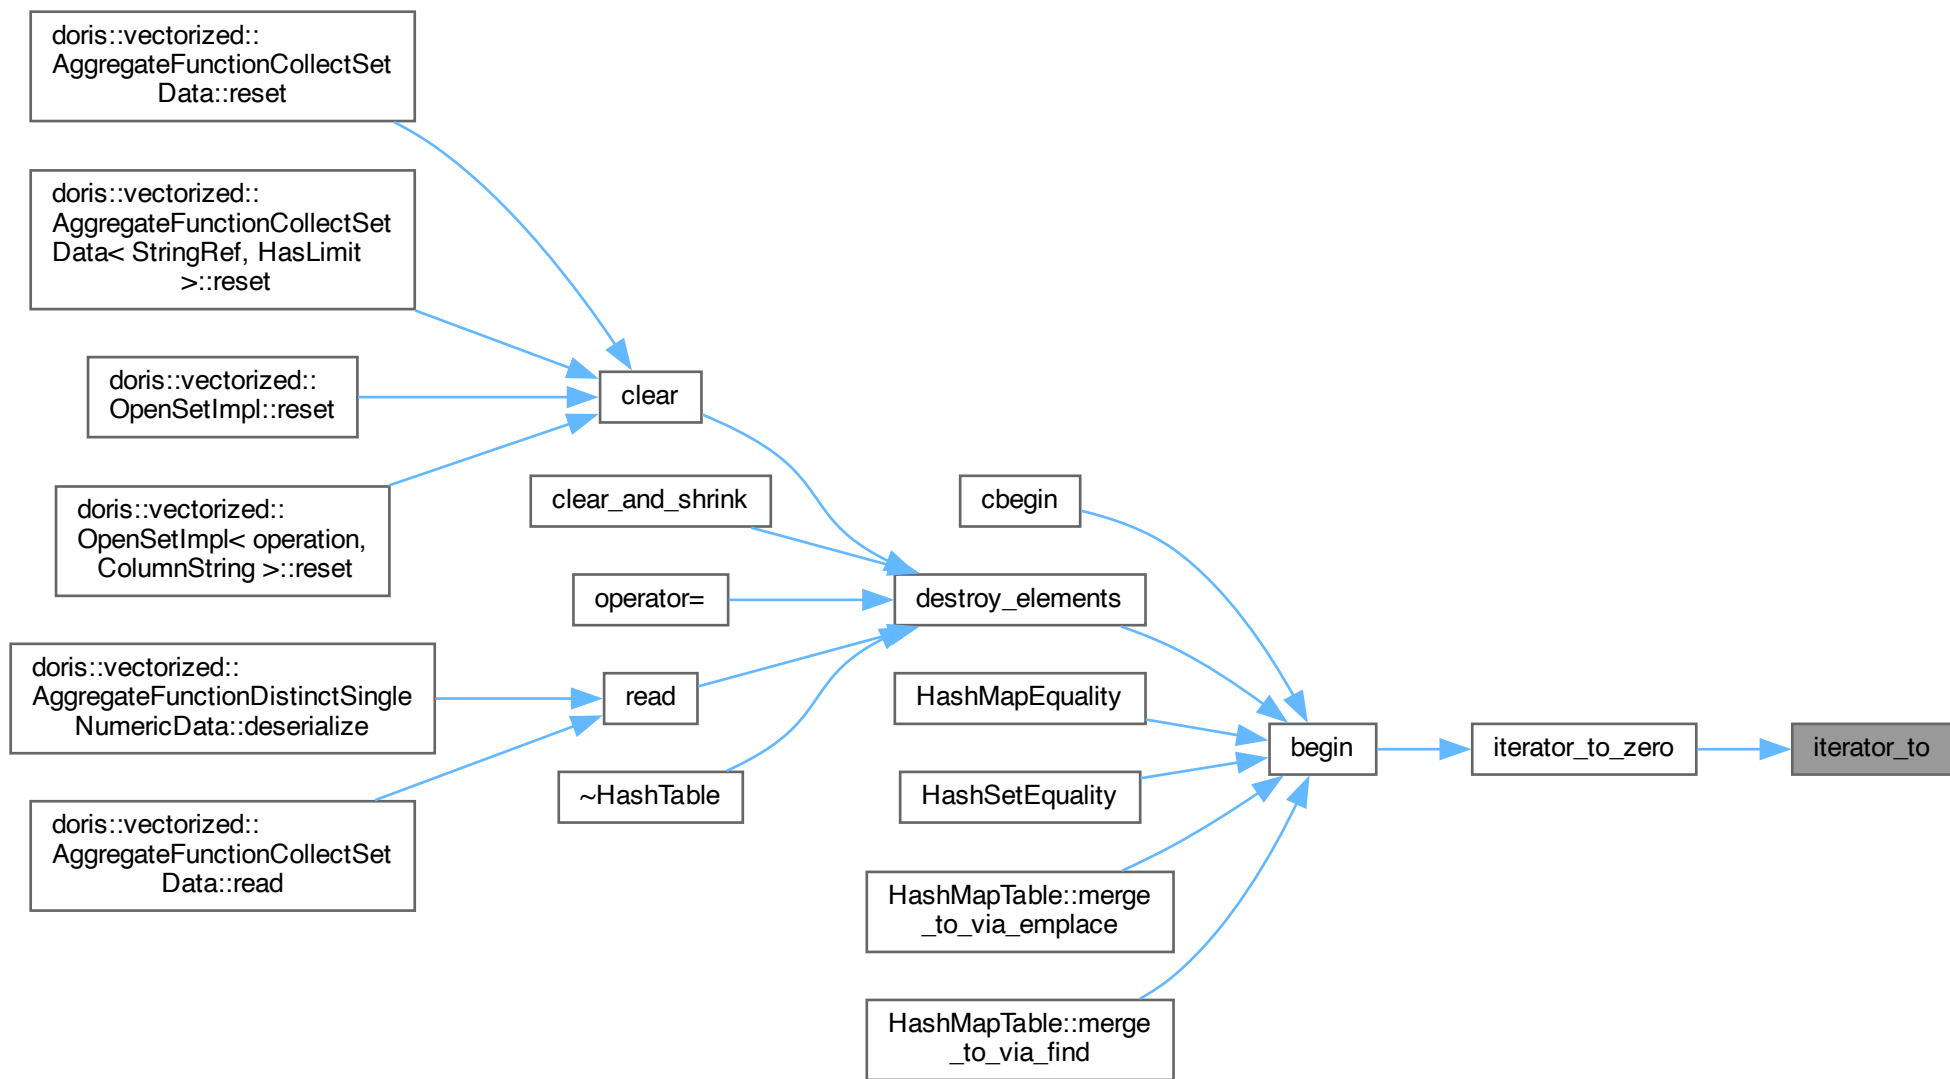 doris::vectorized::
AggregateFunctionCollectSet
Data::reset
doris::vectorized::
AggregateFunctionCollectSet
Data< StringRef, HasLimit
>::reset
doris::vectorized::
OpenSetImpl::reset
clear
doris::vectorized::
OpenSetImpl< operation,
ColumnString >::reset
clear_and_shrink
cbegin
operator=
destroy_elements
doris::vectorized::
AggregateFunctionDistinctSingle
NumericData::deserialize
read
HashMapEquality
begin
iterator_to_zero
iterator_to
~HashTable
HashSetEquality
doris::vectorized::
AggregateFunctionCollectSet
Data::read
HashMapTable::merge
_to_via_emplace
HashMapTable::merge
_to_via_find